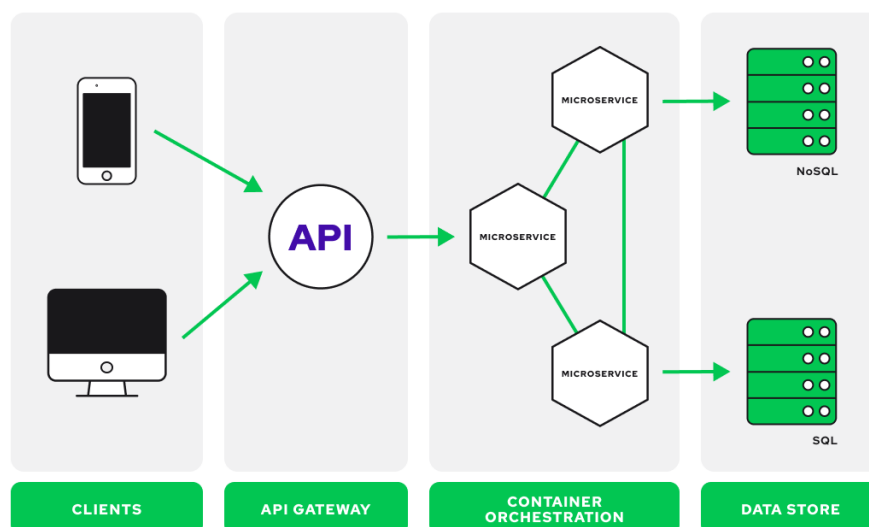 MICROSERVICE
NoSQL
API
MICROSERVICE
MICROSERVICE
SQL
CLIENTS
API GATEWAY
CONTAINER
ORCHESTRATION
DATA STORE